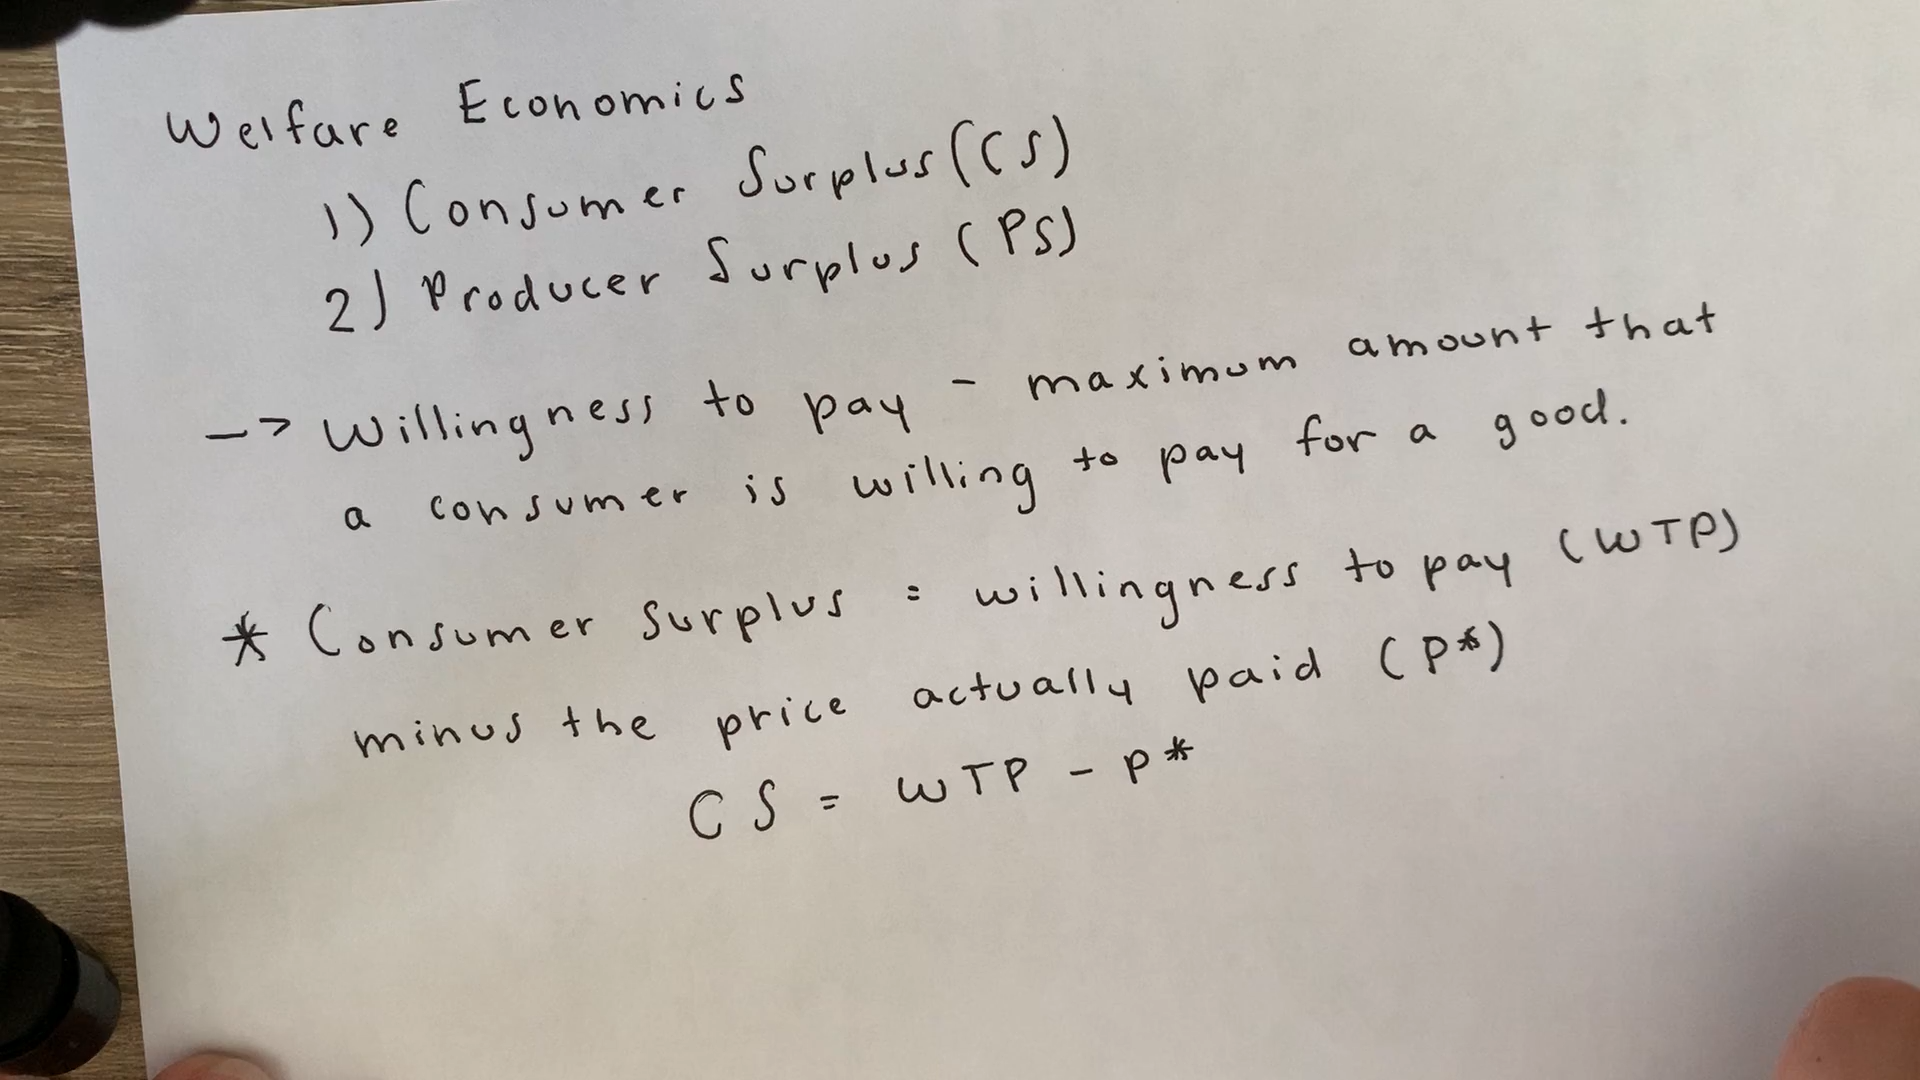 Welfare Economics
1) Consumer Surplus (CS)
2) Producer Surplus (PS)
-> Willingness to pay - maximum amount that
a consumer is willing to pay for a good.
* Consumer Surplus = willingness to pay (WTP)
minus the price actually paid (P*)
CS = WTP - P*